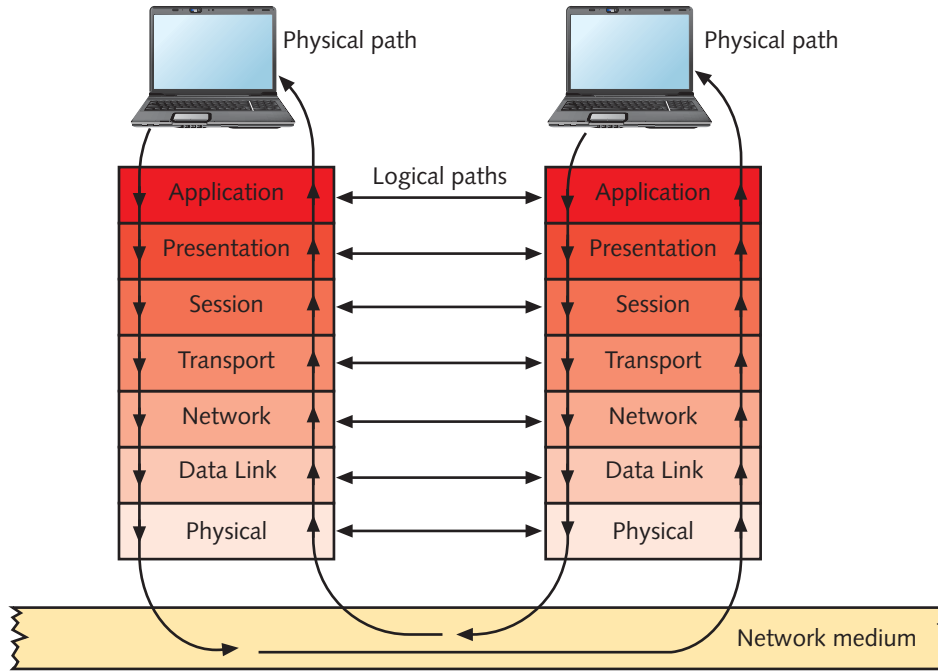 Physical path
Physical path
Logical paths
Application
Application
Presentation
Presentation
Session
Session
Transport
Transport
Network
Network
Data Link
Data Link
Physical
Physical
Network medium